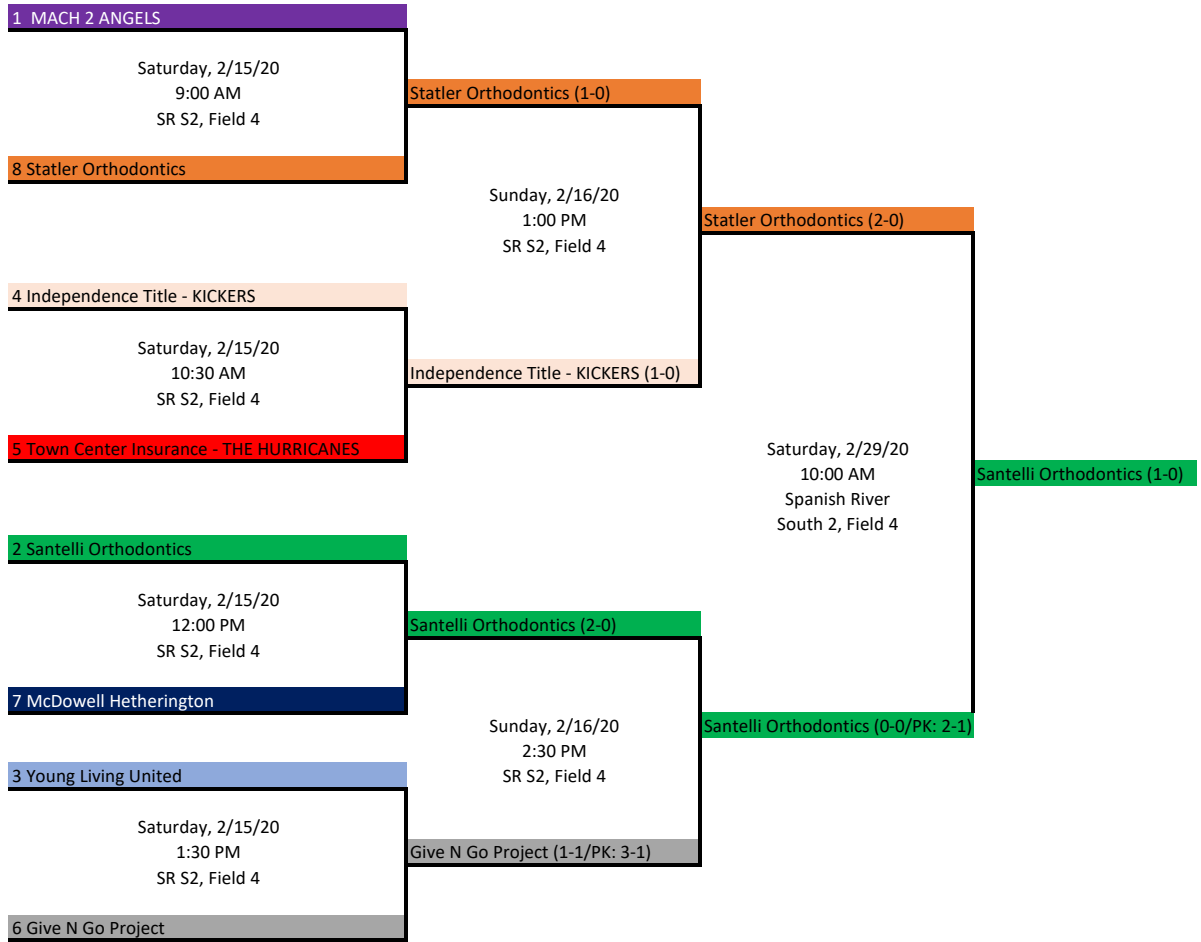 1 MACH 2 ANGELS
Saturday, 2/15/20
9:00 AM
SR S2, Field 4
8 Statler Orthodontics
4 Independence Title - KICKERS
Saturday, 2/15/20
10:30 AM
SR S2, Field 4
5 Town Center Insurance - THE HURRICANES
2 Santelli Orthodontics
Saturday, 2/15/20
12:00 PM
SR S2, Field 4
7 McDowell Hetherington
3 Young Living United
Saturday, 2/15/20
1:30 PM
SR S2, Field 4
6 Give N Go Project
Statler Orthodontics (1-0)
Sunday, 2/16/20
1:00 PM
SR S2, Field 4
Independence Title - KICKERS (1-0)
Santelli Orthodontics (2-0)
Sunday, 2/16/20
2:30 PM
SR S2, Field 4
Give N Go Project (1-1/PK: 3-1)
Statler Orthodontics (2-0)
Saturday, 2/29/20
10:00 AM
Spanish River
South 2, Field 4
Santelli Orthodontics (0-0/PK: 2-1)
Santelli Orthodontics (1-0)